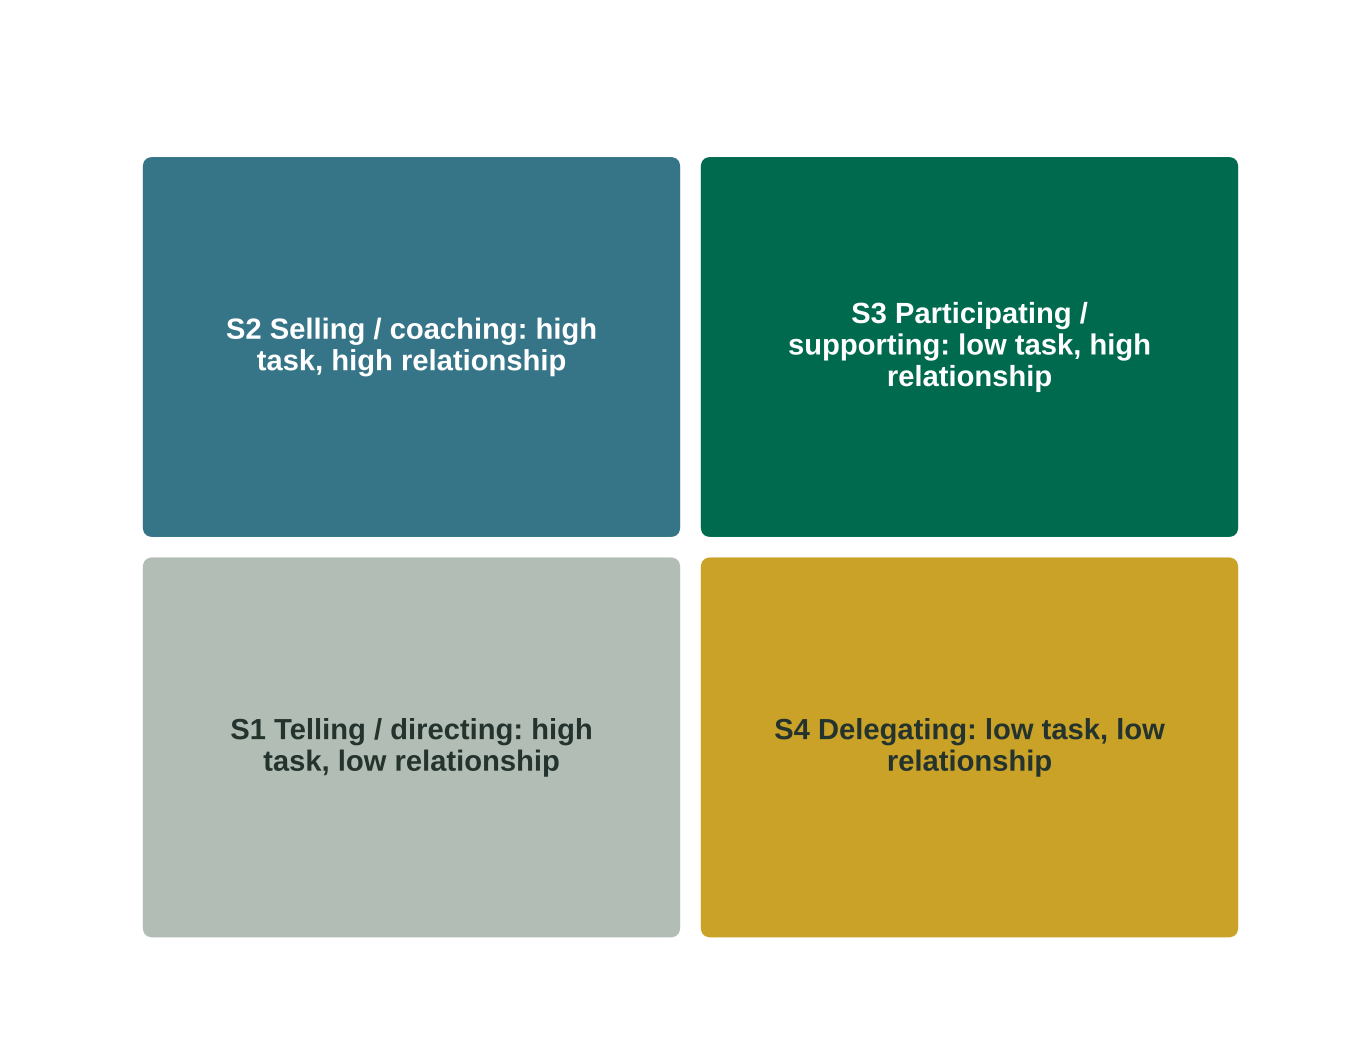 S2 Selling / coaching: high
task, high relationship
S3 Participating /
supporting: low task, high
relationship
S1 Telling / directing: high
task, low relationship
S4 Delegating: low task, low
relationship